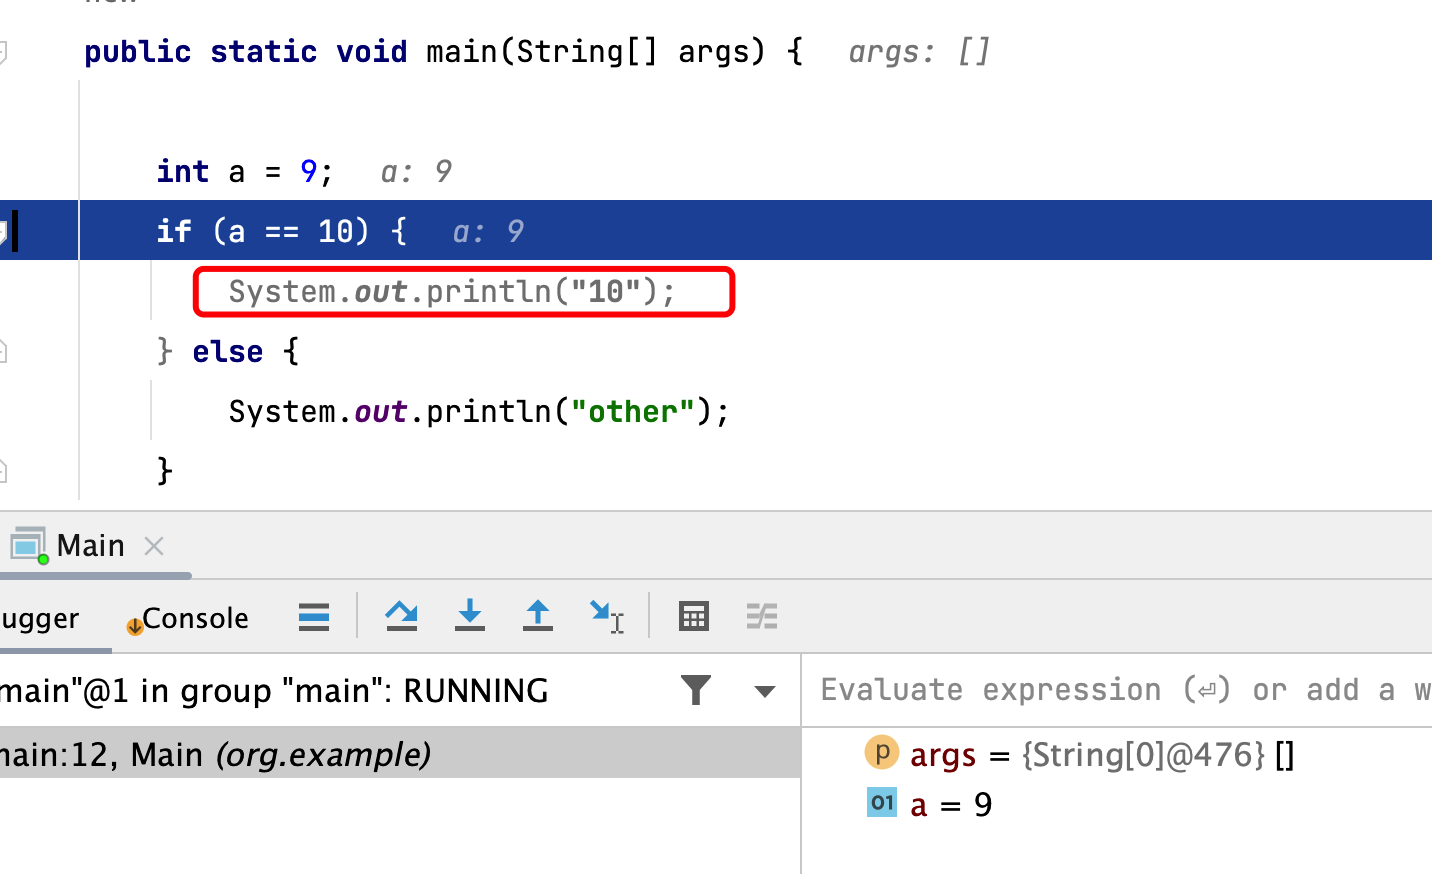 public static void main(String[] args) { args: []
int a = 9; a: 9
if (a == 10) { a: 9
System.out.println("10");
} else {
System.out.println("other");
}
Main
ugger Console
main"@1 in group "main": RUNNING
Evaluate expression (⏎) or add a w
main:12, Main (org.example)
p args = {String[0]@476} []
01 a = 9